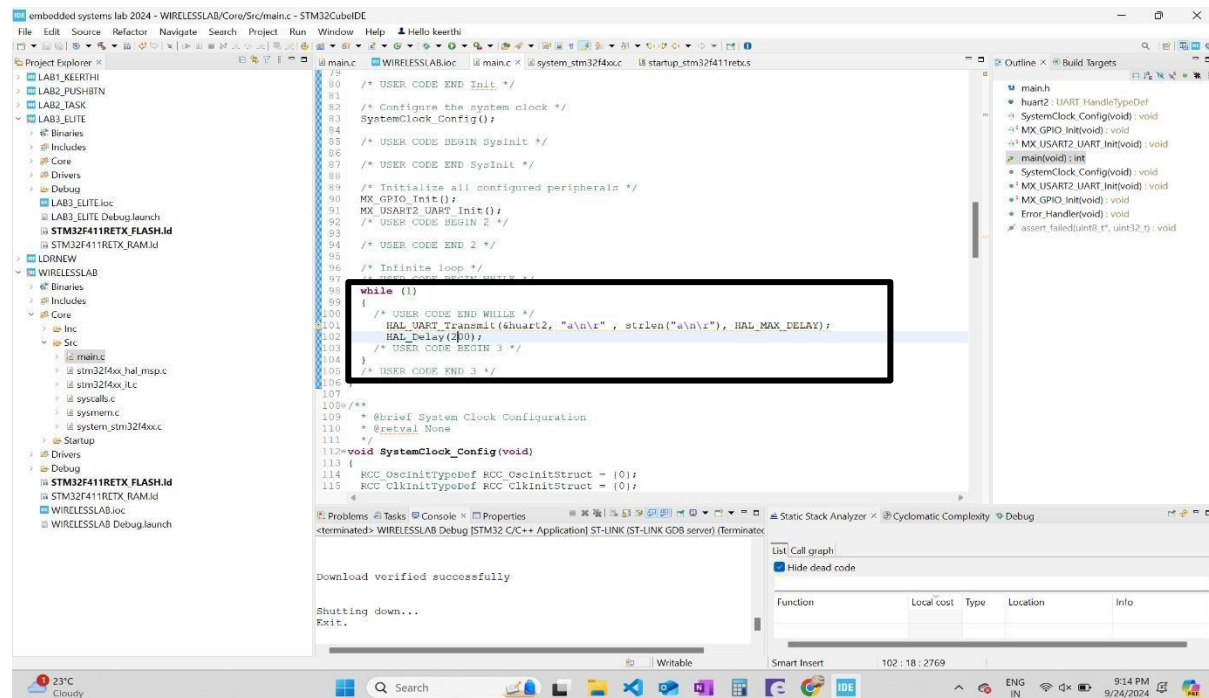 embedded systems lab 2024 - WIRELESSLAB/Core/Src/main.c - STM32CubeIDE
File Edit Source Refactor Navigate Search Project Run Window Help Hello keerthi
Project Explorer
main.c WIRELESSLAB.ioc main.c system_stm32f4xx.c startup_stm32f411retx.s
Outline Build Targets
LAB1_KEERTHI
LAB2_PUSHBTN
LAB2_TASK
LAB3_ELITE
Binaries
Includes
Core
Drivers
Debug
LAB3_ELITE.ioc
LAB3_ELITE Debug.launch
STM32F411RETX_FLASH.ld
STM32F411RETX_RAM.ld
LDRNEW
WIRELESSLAB
Binaries
Includes
Core
Inc
Src
main.c
stm32f4xx_hal_msp.c
stm32f4xx_it.c
syscalls.c
sysmem.c
system_stm32f4xx.c
Startup
Drivers
Debug
STM32F411RETX_FLASH.ld
STM32F411RETX_RAM.ld
WIRELESSLAB.ioc
WIRELESSLAB Debug.launch
79
80 /* USER CODE END Init */
81
82 /* Configure the system clock */
83 SystemClock_Config();
84
85 /* USER CODE BEGIN SysInit */
86
87 /* USER CODE END SysInit */
88
89 /* Initialize all configured peripherals */
90 MX_GPIO_Init();
91 MX_USART2_UART_Init();
92 /* USER CODE BEGIN 2 */
93
94 /* USER CODE END 2 */
95
96 /* Infinite loop */
97 /* USER CODE BEGIN WHILE */
98 while (1)
99 {
100 /* USER CODE END WHILE */
101 HAL_UART_Transmit(&huart2, "a\n\r" , strlen("a\n\r"), HAL_MAX_DELAY);
102 HAL_Delay(200);
103 /* USER CODE BEGIN 3 */
104 }
105 /* USER CODE END 3 */
106 }
107
108 /**
109 * @brief System Clock Configuration
110 * @retval None
111 */
112 void SystemClock_Config(void)
113 {
114 RCC_OscInitTypeDef RCC_OscInitStruct = {0};
115 RCC_ClkInitTypeDef RCC_ClkInitStruct = {0};
main.h
huart2 : UART_HandleTypeDef
SystemClock_Config(void) : void
MX_GPIO_Init(void) : void
MX_USART2_UART_Init(void) : void
main(void) : int
SystemClock_Config(void) : void
MX_USART2_UART_Init(void) : void
MX_GPIO_Init(void) : void
Error_Handler(void) : void
assert_failed(uint8_t*, uint32_t) : void
Problems Tasks Console Properties
<terminated> WIRELESSLAB Debug [STM32 C/C++ Application] ST-LINK (ST-LINK GDB server) (Terminated
Download verified successfully
Shutting down...
Exit.
Static Stack Analyzer Cyclomatic Complexity Debug
List Call graph
Hide dead code
Function Local cost Type Location Info
Writable Smart Insert 102 : 18 : 2769
1
23°C
Cloudy
Search
IDE
ENG
IN
9:14 PM
9/24/2024